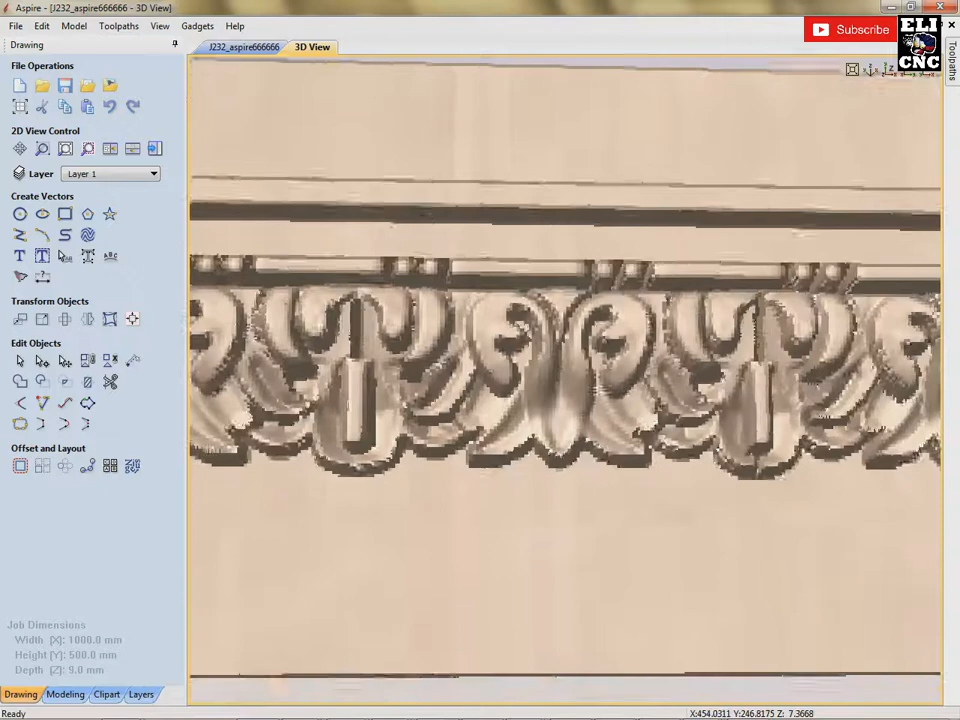 Aspire - [J232_aspire666666 - 3D View]
File Edit Model Toolpaths View Gadgets Help
Subscribe
ELI
CNC
Drawing
J232_aspire666666
3D View
Toolpaths
File Operations
2D View Control
Layer Layer 1
Create Vectors
Transform Objects
Edit Objects
Offset and Layout
Job Dimensions
Width [X]: 1000.0 mm
Height [Y]: 500.0 mm
Depth [Z]: 9.0 mm
Drawing Modeling Clipart Layers
Ready
X:454.0311 Y:246.8175 Z: 7.3668